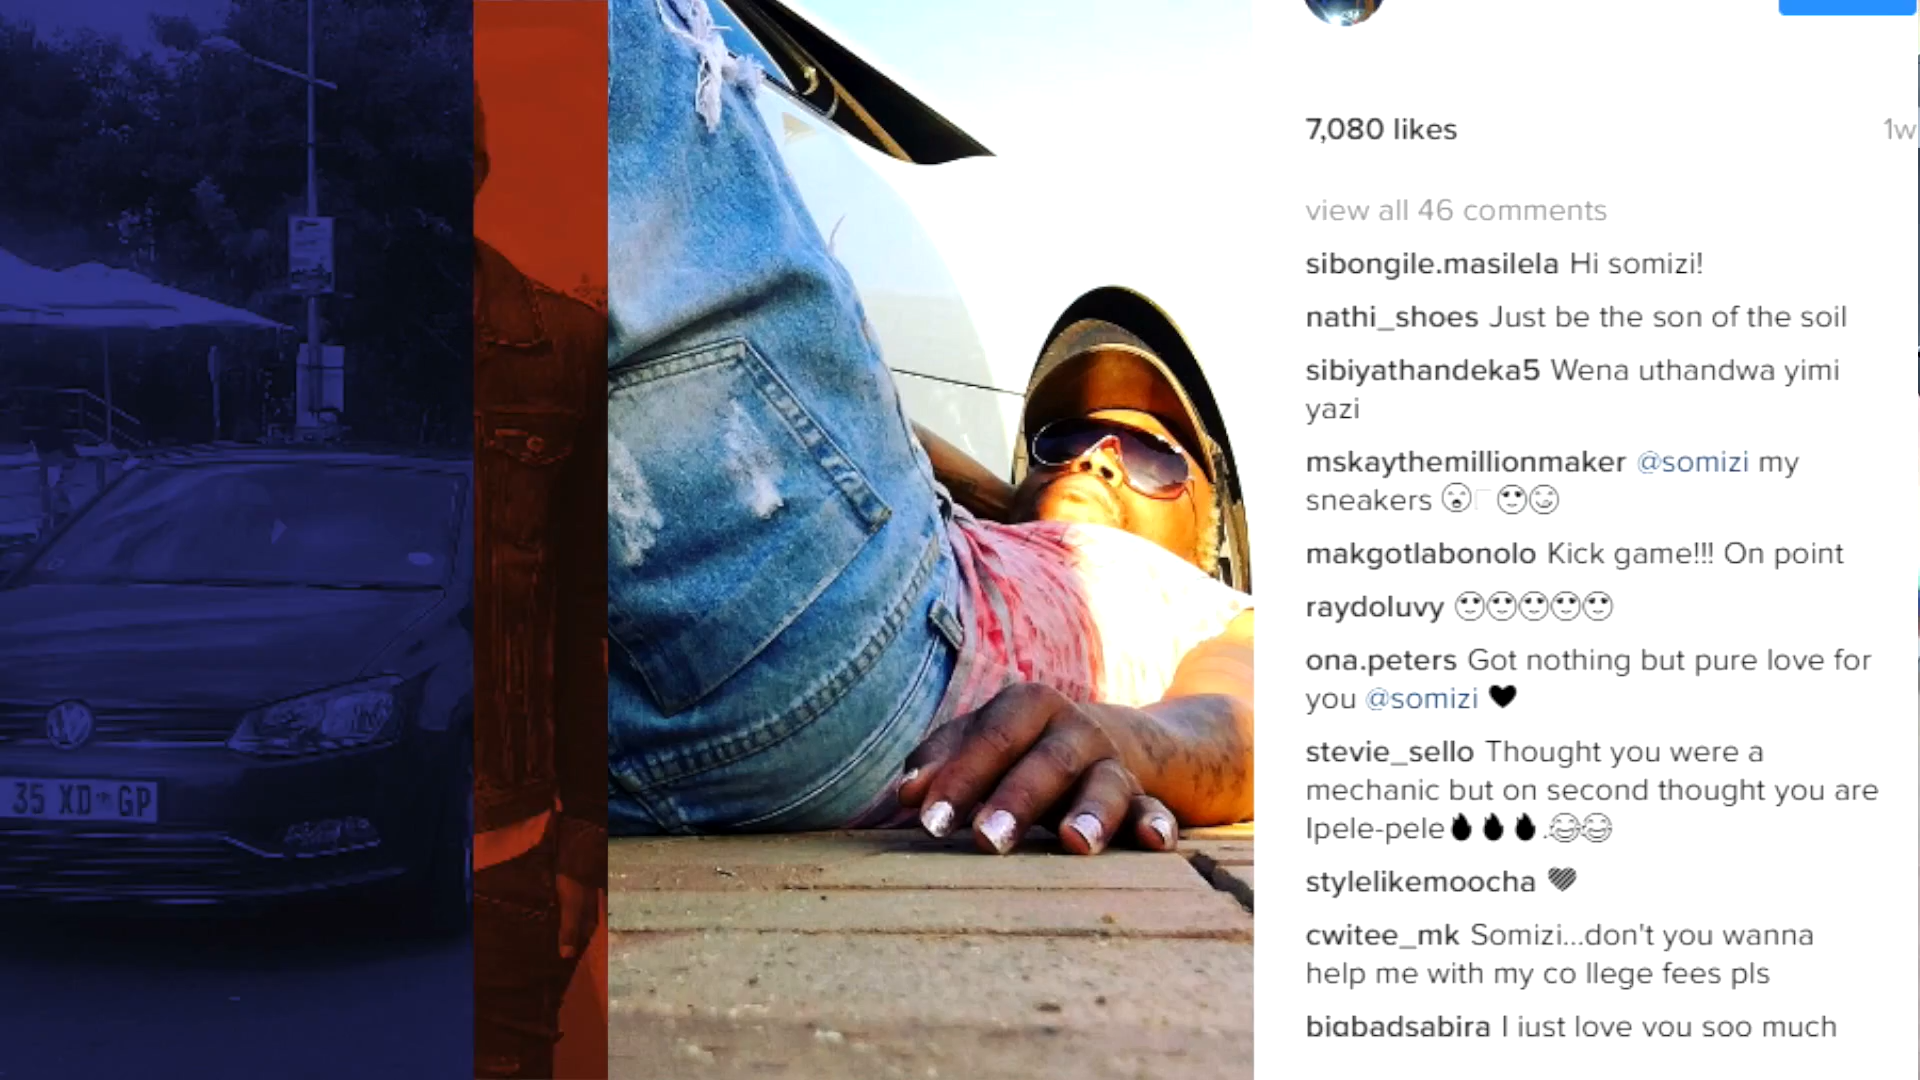 35 XD GP
7,080 likes
1w
view all 46 comments
sibongile.masilela Hi somizi!
nathi_shoes Just be the son of the soil
sibiyathandeka5 Wena uthandwa yimi
yazi
mskaythemillionmaker @somizi my
sneakers
makgotlabonolo Kick game!!! On point
raydoluvy
ona.peters Got nothing but pure love for
you @somizi 🖤
stevie_sello Thought you were a
mechanic but on second thought you are
Ipele-pele🔥🔥🔥.😂😂
stylelikemoocha 💘
cwitee_mk Somizi...don't you wanna
help me with my co llege fees pls
bigbadsabira I just love you soo much